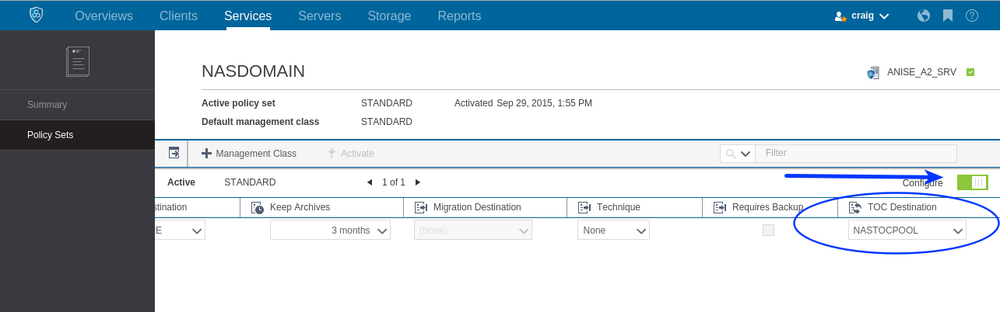 Overviews Clients Services Servers Storage Reports craig
NASDOMAIN
ANISE_A2_SRV
Summary
Policy Sets
Active policy set STANDARD Activated Sep 29, 2015, 1:55 PM
Default management class STANDARD
Management Class Activate Filter
Active STANDARD 1 of 1 Configure
stination Keep Archives Migration Destination Technique Requires Backup TOC Destination
E 3 months (None) None NASTOCPOOL